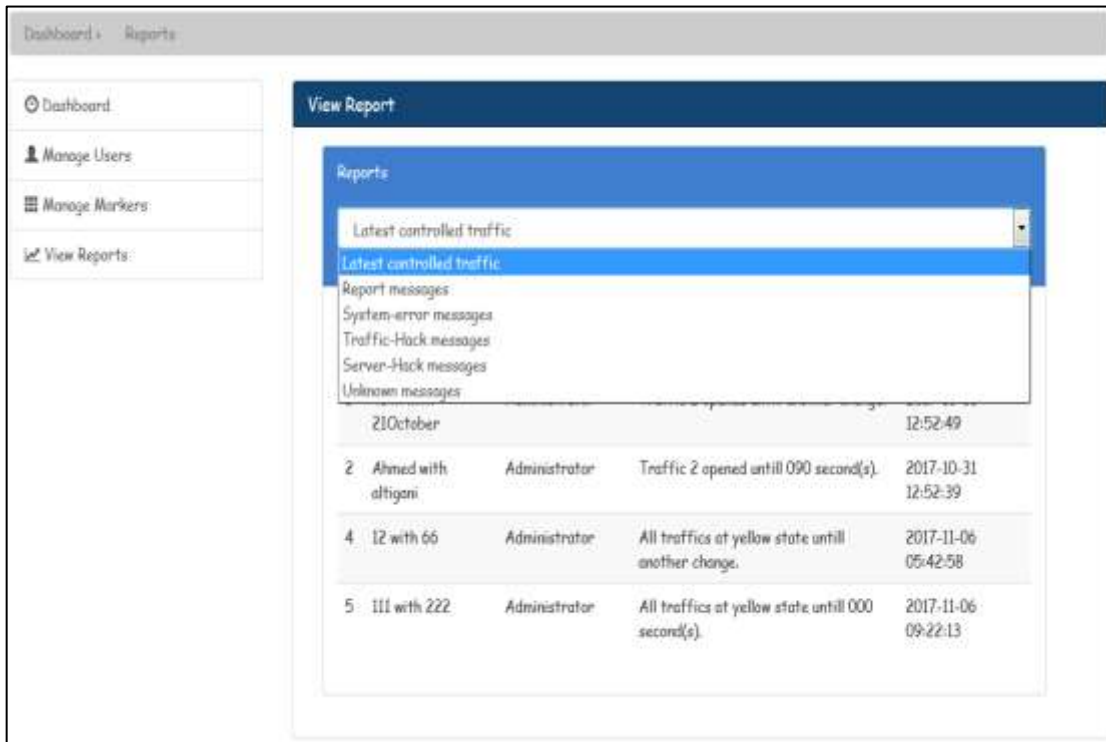 Dashboard › Reports
Dashboard
Manage Users
Manage Markers
View Reports
View Report
Reports
Latest controlled traffic
Latest controlled traffic
Report messages
System-error messages
Traffic-Hack messages
Server-Hack messages
Unknown messages
21October 12:52:49
2 Ahmed with Administrator Traffic 2 opened untill 090 second(s). 2017-10-31
altigani 12:52:39
4 12 with 66 Administrator All traffics at yellow state untill 2017-11-06
another change. 05:42:58
5 111 with 222 Administrator All traffics at yellow state untill 000 2017-11-06
second(s). 09:22:13